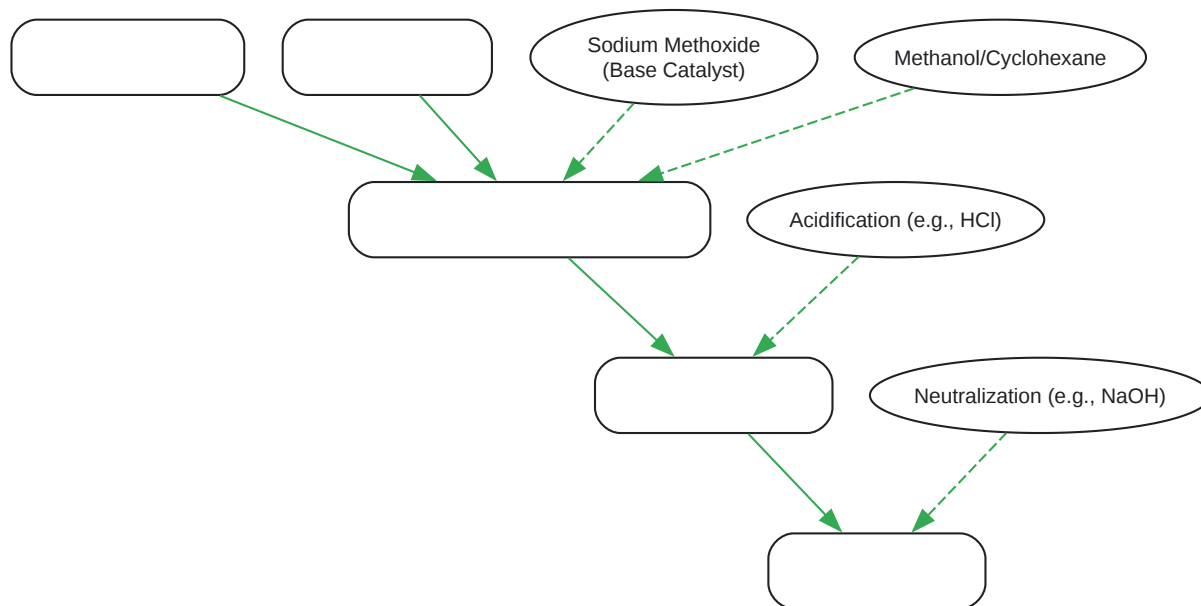 Sodium Methoxide
(Base Catalyst)
Methanol/Cyclohexane
Acidification (e.g., HCl)
Neutralization (e.g., NaOH)